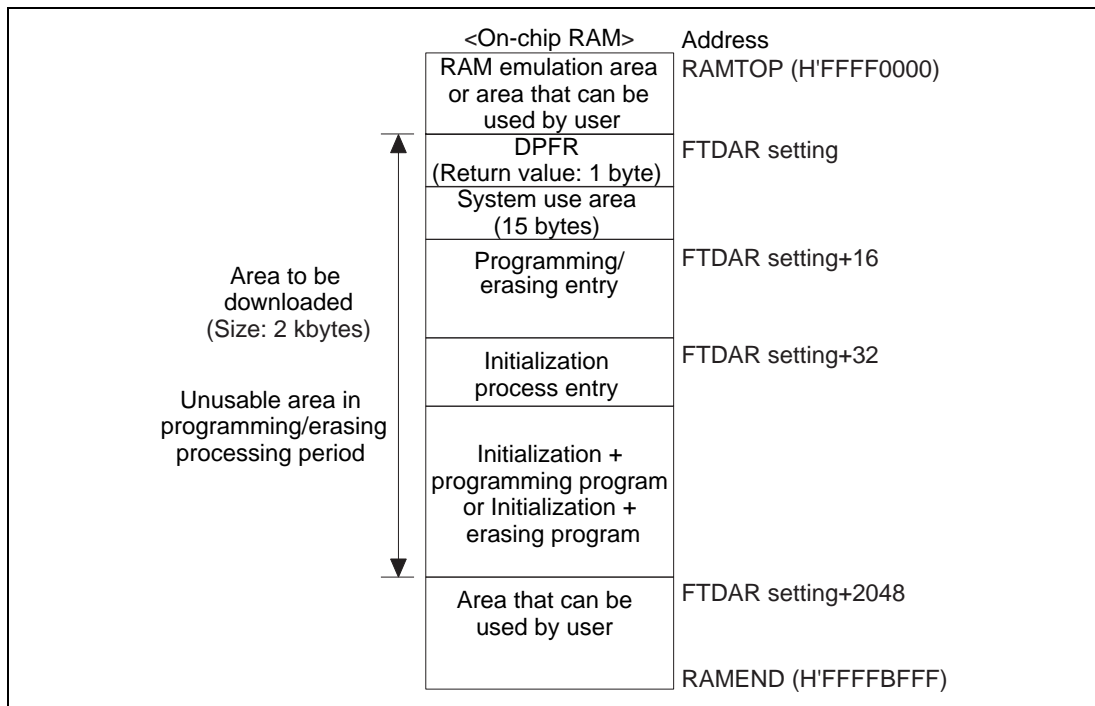 <On-chip RAM>
Address
RAM emulation area
or area that can be
used by user
RAMTOP (H'FFFF0000)
DPFR
(Return value: 1 byte)
FTDAR setting
System use area
(15 bytes)
Programming/
erasing entry
FTDAR setting+16
Area to be
downloaded
(Size: 2 kbytes)
Initialization
process entry
FTDAR setting+32
Unusable area in
programming/erasing
processing period
Initialization +
programming program
or Initialization +
erasing program
Area that can be
used by user
FTDAR setting+2048
RAMEND (H'FFFFBFFF)